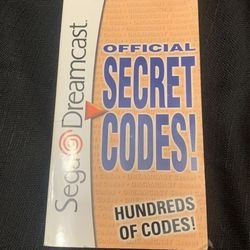 Sega Dreamcast
OFFICIAL
SECRET
CODES!
HUNDREDS
OF CODES!